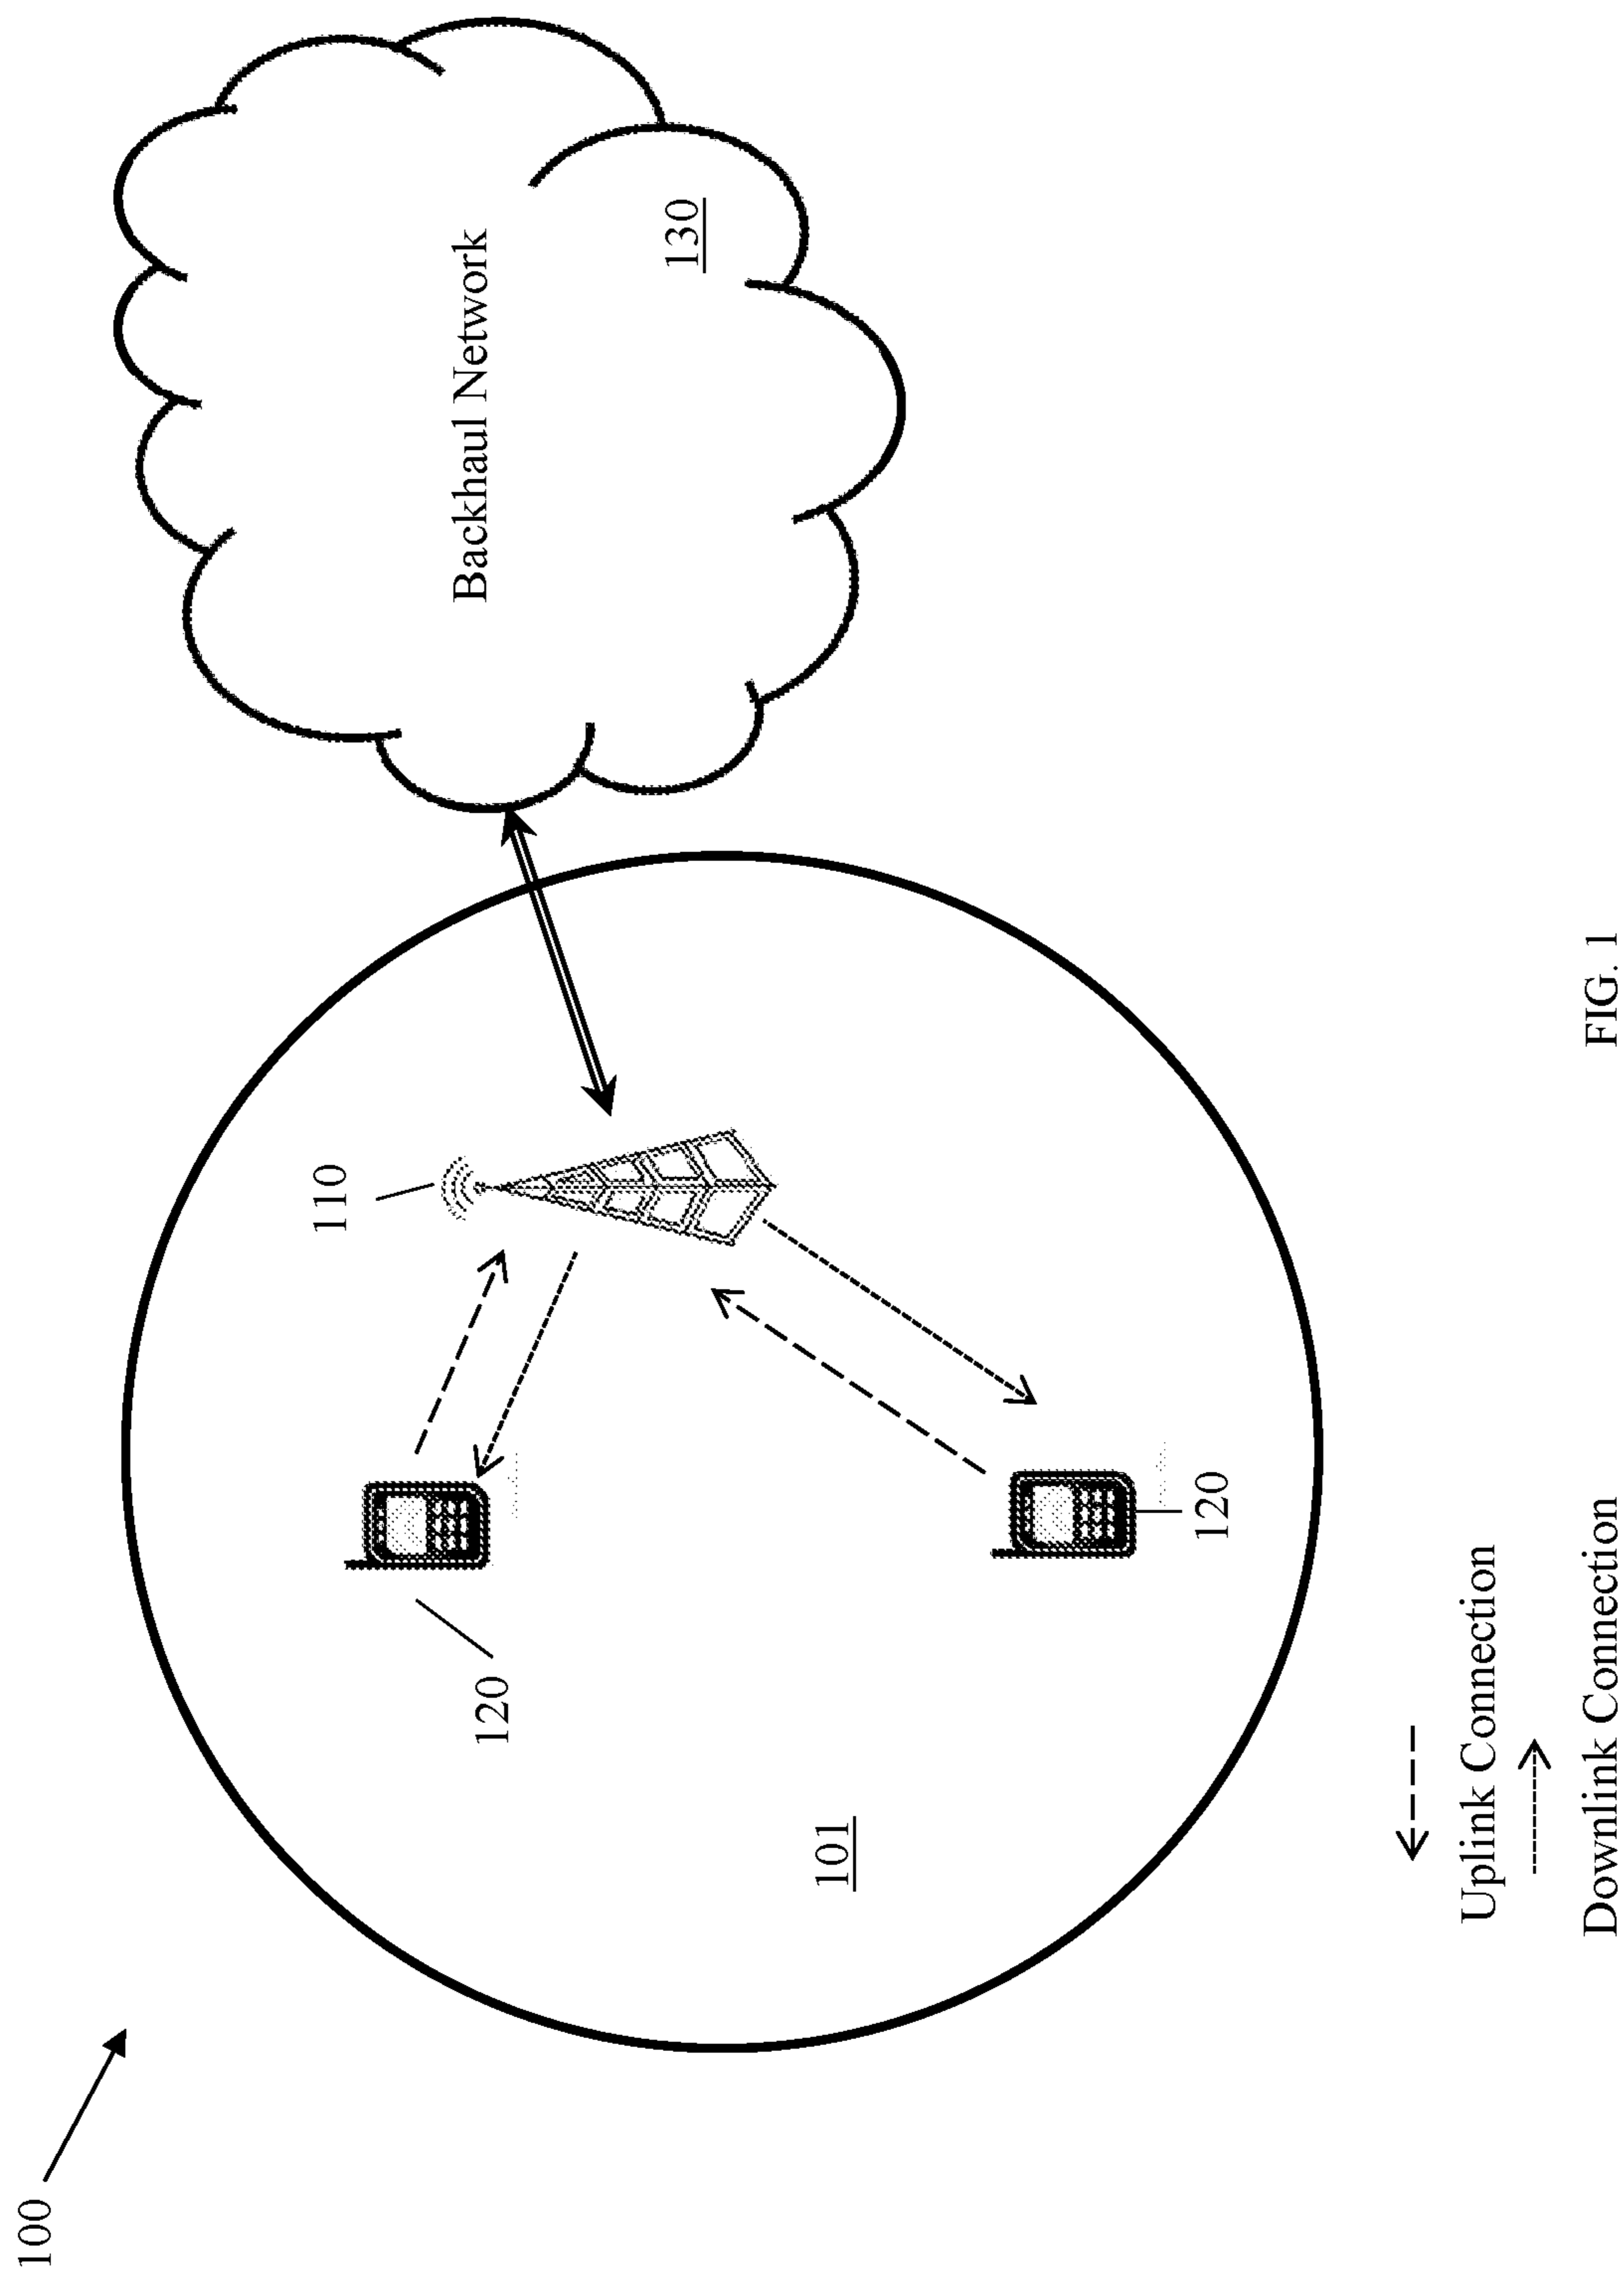 100
110
120
101
120
Backhaul Network
130
Uplink Connection
Downlink Connection
FIG. 1